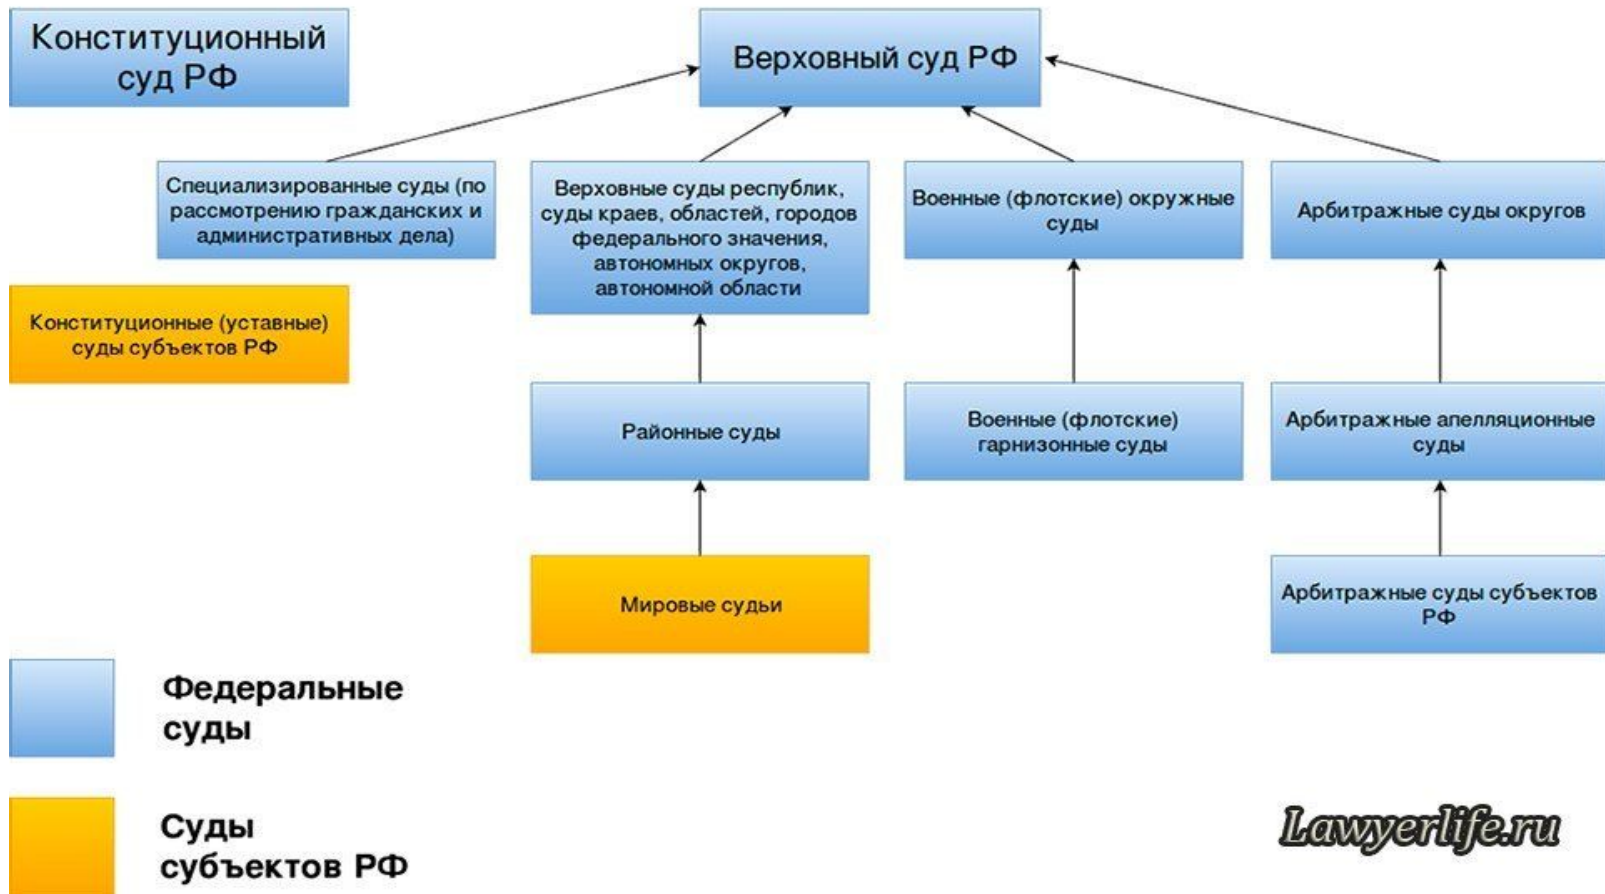 Конституционный
суд РФ
Верховный суд РФ
Специализированные суды (по
рассмотрению гражданских и
административных дела)
Верховные суды республик,
суды краев, областей, городов
федерального значения,
автономных округов,
автономной области
Военные (флотские) окружные
суды
Арбитражные суды округов
Конституционные (уставные)
суды субъектов РФ
Районные суды
Военные (флотские)
гарнизонные суды
Арбитражные апелляционные
суды
Мировые судьи
Арбитражные суды субъектов
РФ
Федеральные
суды
Суды
субъектов РФ
Lawyerlife.ru